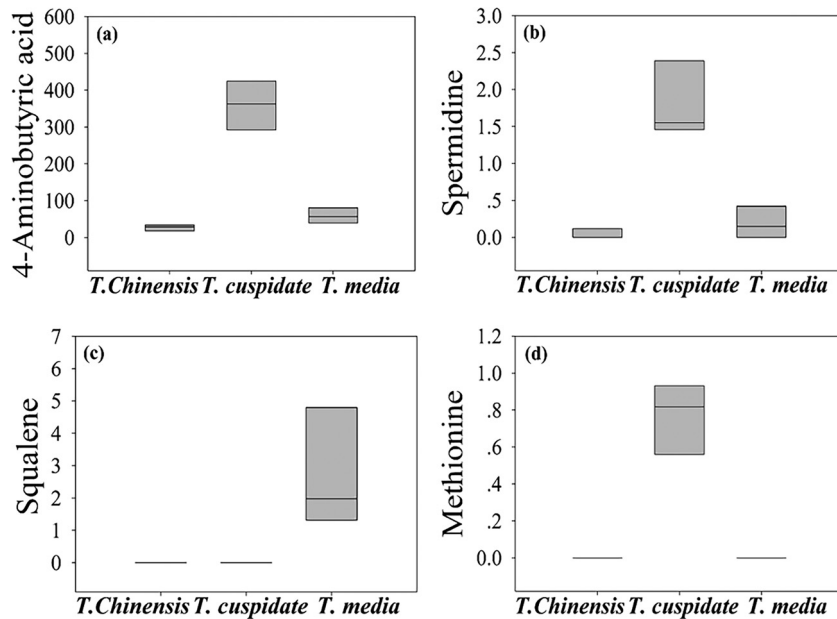 (a)
4-Aminobutyric acid
600
500
400
300
200
100
0
T.Chinensis T. cuspidate T. media
(b)
Spermidine
3.0
2.5
2.0
1.5
1.0
.5
0.0
T.Chinensis T. cuspidate T. media
(c)
Squalene
7
6
5
4
3
2
1
0
T.Chinensis T. cuspidate T. media
(d)
Methionine
1.2
1.0
.8
.6
.4
.2
0.0
T.Chinensis T. cuspidate T. media